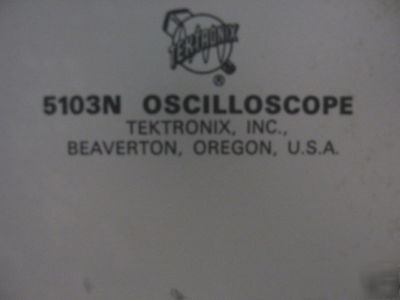 TEKTRONIX
®
5103N OSCILLOSCOPE
TEKTRONIX, INC.,
BEAVERTON, OREGON, U.S.A.